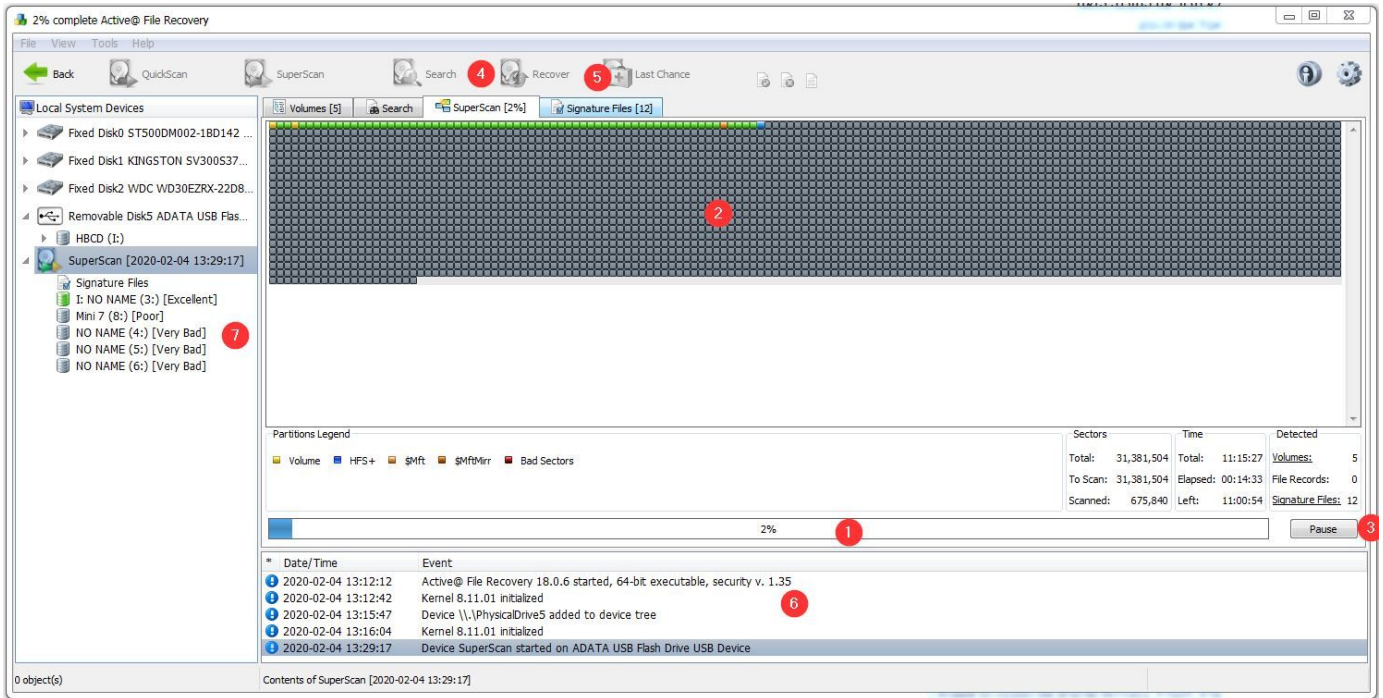 2% complete Active@ File Recovery
File View Tools Help
Back QuickScan SuperScan Search 4 Recover 5 Last Chance
Local System Devices
Fixed Disk0 ST500DM002-1BD142 ...
Fixed Disk1 KINGSTON SV300S37...
Fixed Disk2 WDC WD30EZRX-22D8...
Removable Disk5 ADATA USB Flas...
HBCD (I:)
SuperScan [2020-02-04 13:29:17]
Signature Files
I: NO NAME (3:) [Excellent]
Mini 7 (8:) [Poor]
NO NAME (4:) [Very Bad]
7
NO NAME (5:) [Very Bad]
NO NAME (6:) [Very Bad]
Volumes [5] Search SuperScan [2%] Signature Files [12]
2
Partitions Legend
Volume HFS+ $Mft $MftMirr Bad Sectors
Sectors
Total: 31,381,504
To Scan: 31,381,504
Scanned: 675,840
Time
Total: 11:15:27
Elapsed: 00:14:33
Left: 11:00:54
Detected
Volumes: 5
File Records: 0
Signature Files: 12
2% 1 Pause 3
* Date/Time Event
2020-02-04 13:12:12 Active@ File Recovery 18.0.6 started, 64-bit executable, security v. 1.35
2020-02-04 13:12:42 Kernel 8.11.01 initialized
6
2020-02-04 13:15:47 Device \\.\PhysicalDrive5 added to device tree
2020-02-04 13:16:04 Kernel 8.11.01 initialized
2020-02-04 13:29:17 Device SuperScan started on ADATA USB Flash Drive USB Device
0 object(s) Contents of SuperScan [2020-02-04 13:29:17]